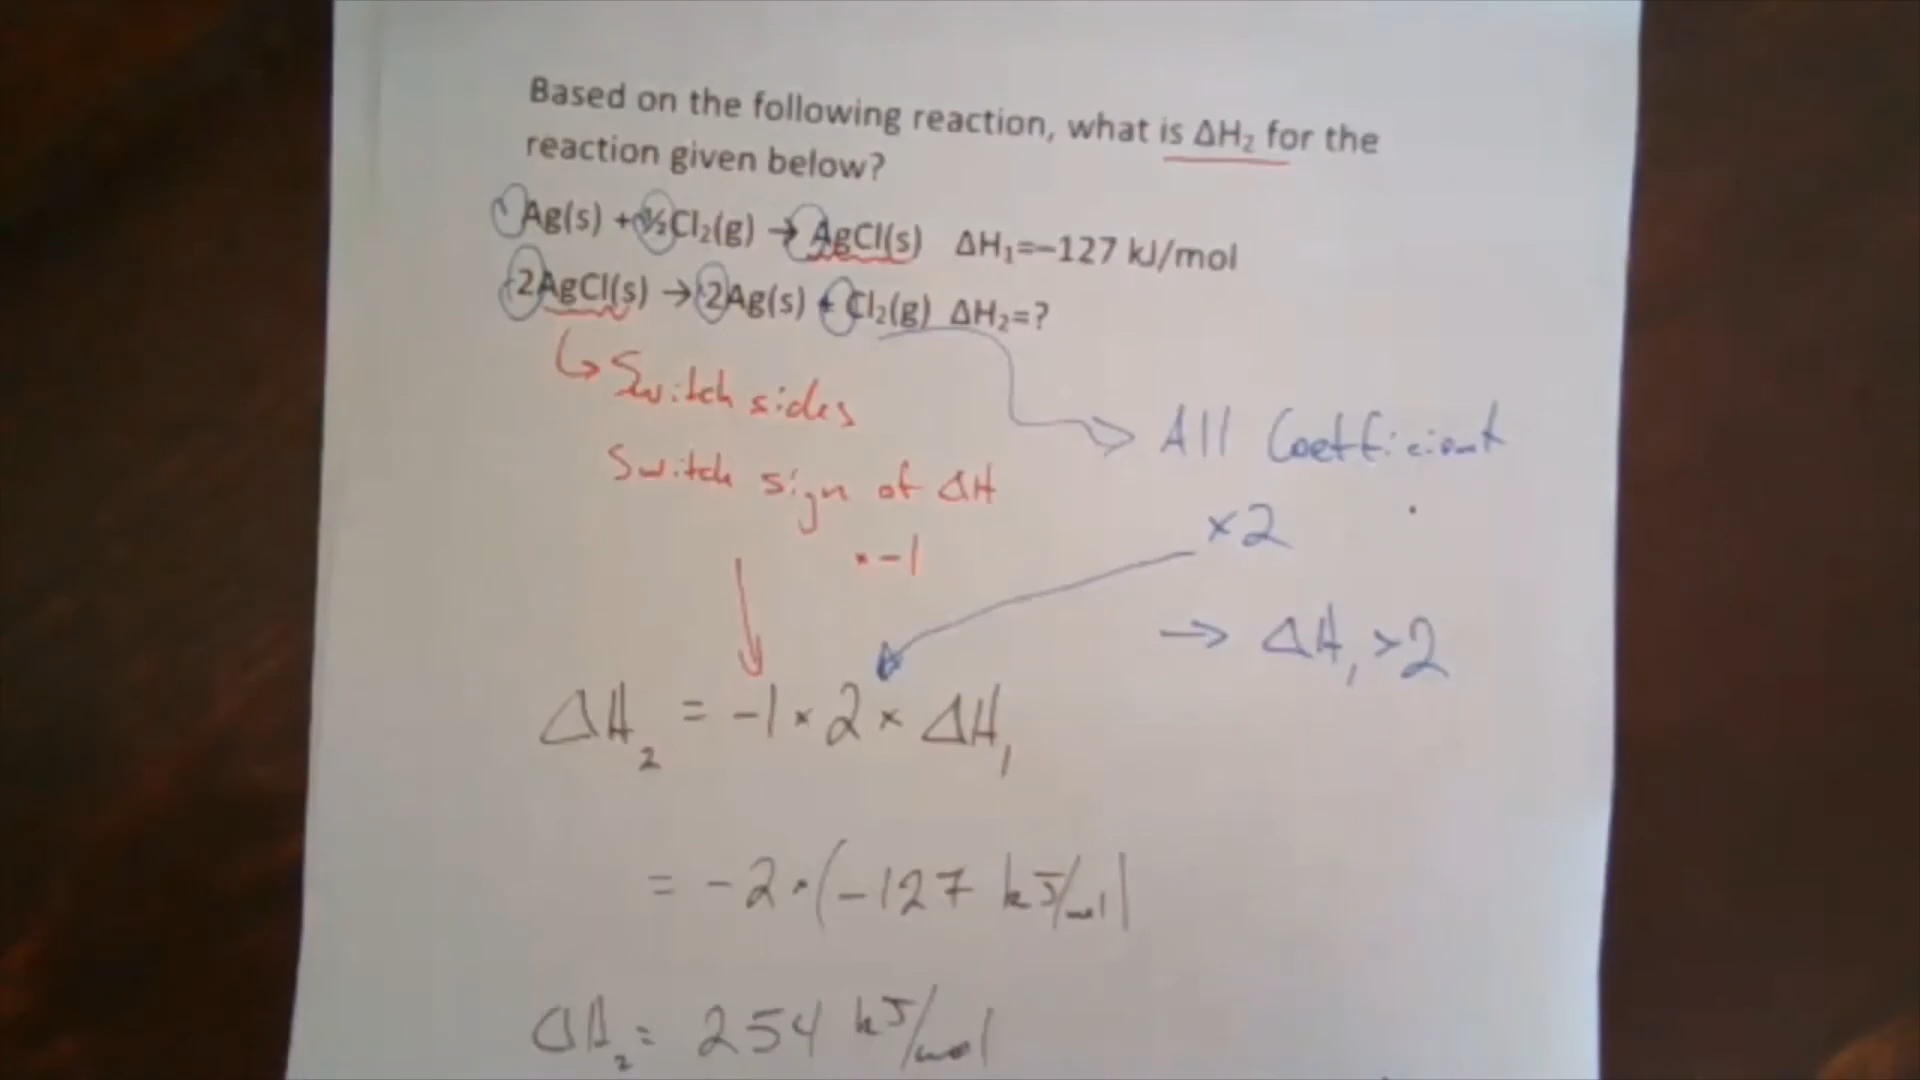 Based on the following reaction, what is ΔH₂ for the
reaction given below?
1Ag(s) + ½Cl₂(g) → AgCl(s) ΔH₁=−127 kJ/mol
2AgCl(s) → 2Ag(s) + Cl₂(g) ΔH₂=?
↳ Switch sides
Switch sign of ΔH
• -1
All Coefficient
×2
→ ΔH₁ ×2
ΔH₂ = -1 × 2 × ΔH₁
= -2 • (-127 kJ/mol)
ΔH₂ = 254 kJ/mol